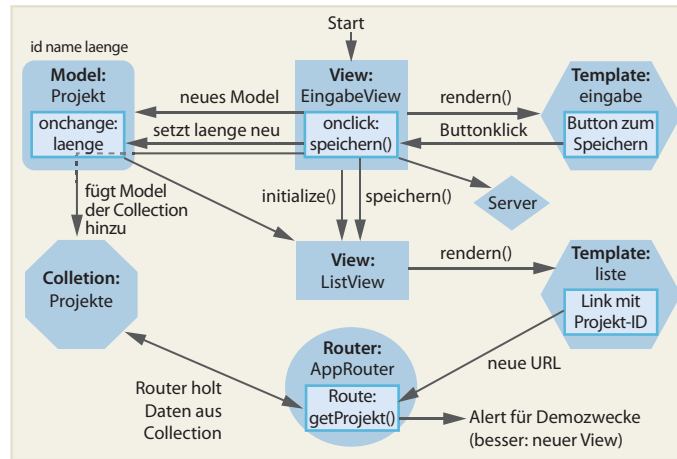 Start
id name laenge
Model:
Projekt
onchange:
laenge
neues Model
setzt laenge neu
View:
EingabeView
onclick:
speichern()
rendern()
Buttonklick
Template:
eingabe
Button zum
Speichern
fügt Model
der Collection
hinzu
initialize()
speichern()
Server
Colletion:
Projekte
View:
ListView
rendern()
Template:
liste
Link mit
Projekt-ID
Router holt
Daten aus
Collection
Router:
AppRouter
Route:
getProjekt()
neue URL
Alert für Demozwecke
(besser: neuer View)